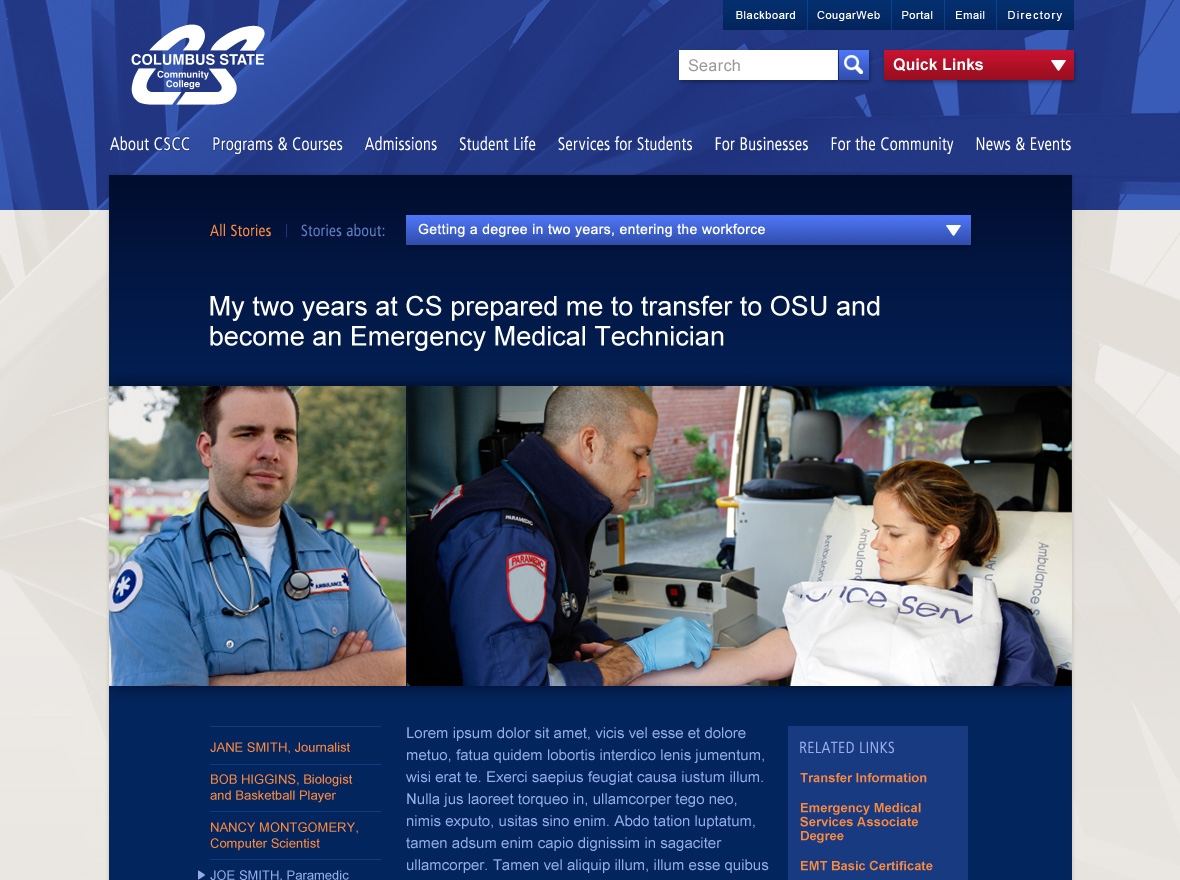 Blackboard
CougarWeb
Portal
Email
Directory
COLUMBUS STATE
Community
College
Search
Quick Links
About CSCC
Programs & Courses
Admissions
Student Life
Services for Students
For Businesses
For the Community
News & Events
All Stories
Stories about:
Getting a degree in two years, entering the workforce
My two years at CS prepared me to transfer to OSU and
become an Emergency Medical Technician
AMBULANCE
PARAMEDIC
PARAMEDIC
Ambulance
Ambulance S
JANE SMITH, Journalist
BOB HIGGINS, Biologist
and Basketball Player
NANCY MONTGOMERY,
Computer Scientist
JOE SMITH, Paramedic
Lorem ipsum dolor sit amet, vicis vel esse et dolore
metuo, fatua quidem lobortis interdico lenis jumentum,
wisi erat te. Exerci saepius feugiat causa iustum illum.
Nulla jus laoreet torqueo in, ullamcorper tego neo,
nimis exputo, usitas sino enim. Abdo tation luptatum,
tamen adsum enim capio dignissim in sagaciter
ullamcorper. Tamen vel aliquip illum, illum esse quibus
RELATED LINKS
Transfer Information
Emergency Medical
Services Associate
Degree
EMT Basic Certificate